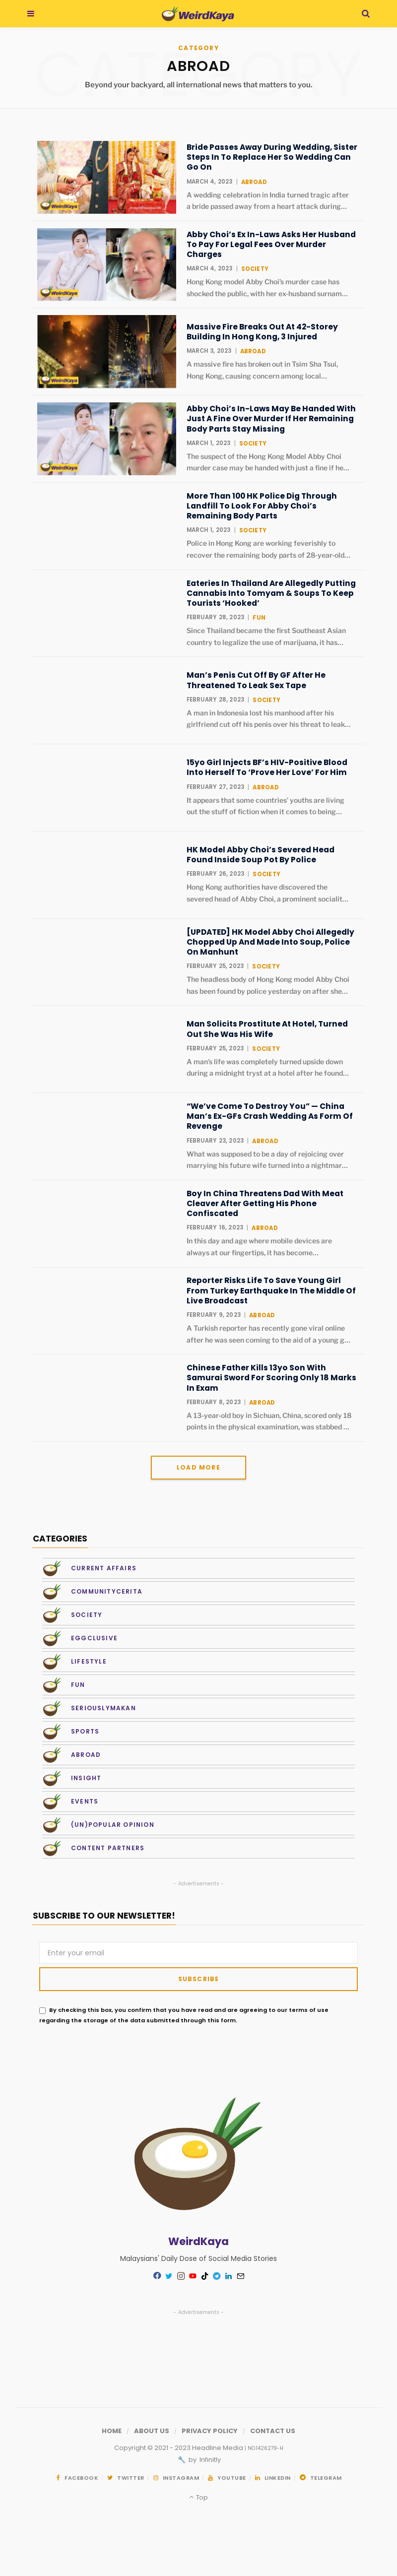 WeirdKaya
CATEGORY
CATEGORY
ABROAD
Beyond your backyard, all international news that matters to you.
WeirdKaya
Bride Passes Away During Wedding, Sister
Steps In To Replace Her So Wedding Can
Go On
MARCH 4, 2023 | ABROAD
A wedding celebration in India turned tragic after
a bride passed away from a heart attack during…
WeirdKaya
Abby Choi’s Ex In-Laws Asks Her Husband
To Pay For Legal Fees Over Murder
Charges
MARCH 4, 2023 | SOCIETY
Hong Kong model Abby Choi’s murder case has
shocked the public, with her ex-husband surnam…
WeirdKaya
Massive Fire Breaks Out At 42-Storey
Building In Hong Kong, 3 Injured
MARCH 3, 2023 | ABROAD
A massive fire has broken out in Tsim Sha Tsui,
Hong Kong, causing concern among local…
WeirdKaya
Abby Choi’s In-Laws May Be Handed With
Just A Fine Over Murder If Her Remaining
Body Parts Stay Missing
MARCH 1, 2023 | SOCIETY
The suspect of the Hong Kong Model Abby Choi
murder case may be handed with just a fine if he…
More Than 100 HK Police Dig Through
Landfill To Look For Abby Choi’s
Remaining Body Parts
MARCH 1, 2023 | SOCIETY
Police in Hong Kong are working feverishly to
recover the remaining body parts of 28-year-old…
Eateries In Thailand Are Allegedly Putting
Cannabis Into Tomyam & Soups To Keep
Tourists ‘Hooked’
FEBRUARY 28, 2023 | FUN
Since Thailand became the first Southeast Asian
country to legalize the use of marijuana, it has…
Man’s Penis Cut Off By GF After He
Threatened To Leak Sex Tape
FEBRUARY 28, 2023 | SOCIETY
A man in Indonesia lost his manhood after his
girlfriend cut off his penis over his threat to leak…
15yo Girl Injects BF’s HIV-Positive Blood
Into Herself To ‘Prove Her Love’ For Him
FEBRUARY 27, 2023 | ABROAD
It appears that some countries’ youths are living
out the stuff of fiction when it comes to being…
HK Model Abby Choi’s Severed Head
Found Inside Soup Pot By Police
FEBRUARY 26, 2023 | SOCIETY
Hong Kong authorities have discovered the
severed head of Abby Choi, a prominent socialit…
[UPDATED] HK Model Abby Choi Allegedly
Chopped Up And Made Into Soup, Police
On Manhunt
FEBRUARY 25, 2023 | SOCIETY
The headless body of Hong Kong model Abby Choi
has been found by police yesterday on after she…
Man Solicits Prostitute At Hotel, Turned
Out She Was His Wife
FEBRUARY 25, 2023 | SOCIETY
A man’s life was completely turned upside down
during a midnight tryst at a hotel after he found…
“We’ve Come To Destroy You” — China
Man’s Ex-GFs Crash Wedding As Form Of
Revenge
FEBRUARY 23, 2023 | ABROAD
What was supposed to be a day of rejoicing over
marrying his future wife turned into a nightmar…
Boy In China Threatens Dad With Meat
Cleaver After Getting His Phone
Confiscated
FEBRUARY 16, 2023 | ABROAD
In this day and age where mobile devices are
always at our fingertips, it has become…
Reporter Risks Life To Save Young Girl
From Turkey Earthquake In The Middle Of
Live Broadcast
FEBRUARY 9, 2023 | ABROAD
A Turkish reporter has recently gone viral online
after he was seen coming to the aid of a young g…
Chinese Father Kills 13yo Son With
Samurai Sword For Scoring Only 18 Marks
In Exam
FEBRUARY 8, 2023 | ABROAD
A 13-year-old boy in Sichuan, China, scored only 18
points in the physical examination, was stabbed …
LOAD MORE
CATEGORIES
CURRENT AFFAIRS
COMMUNITYCERITA
SOCIETY
EGGCLUSIVE
LIFESTYLE
FUN
SERIOUSLYMAKAN
SPORTS
ABROAD
INSIGHT
EVENTS
(UN)POPULAR OPINION
CONTENT PARTNERS
- Advertisements -
SUBSCRIBE TO OUR NEWSLETTER!
Enter your email
SUBSCRIBE
By checking this box, you confirm that you have read and are agreeing to our terms of use
regarding the storage of the data submitted through this form.
WeirdKaya
Malaysians' Daily Dose of Social Media Stories
- Advertisements -
HOME / ABOUT US / PRIVACY POLICY / CONTACT US
Copyright © 2021 - 2023 Headline Media | NO.1426279-H
🔧 by Infinitly
FACEBOOK / TWITTER / INSTAGRAM / YOUTUBE / LINKEDIN / TELEGRAM
Top